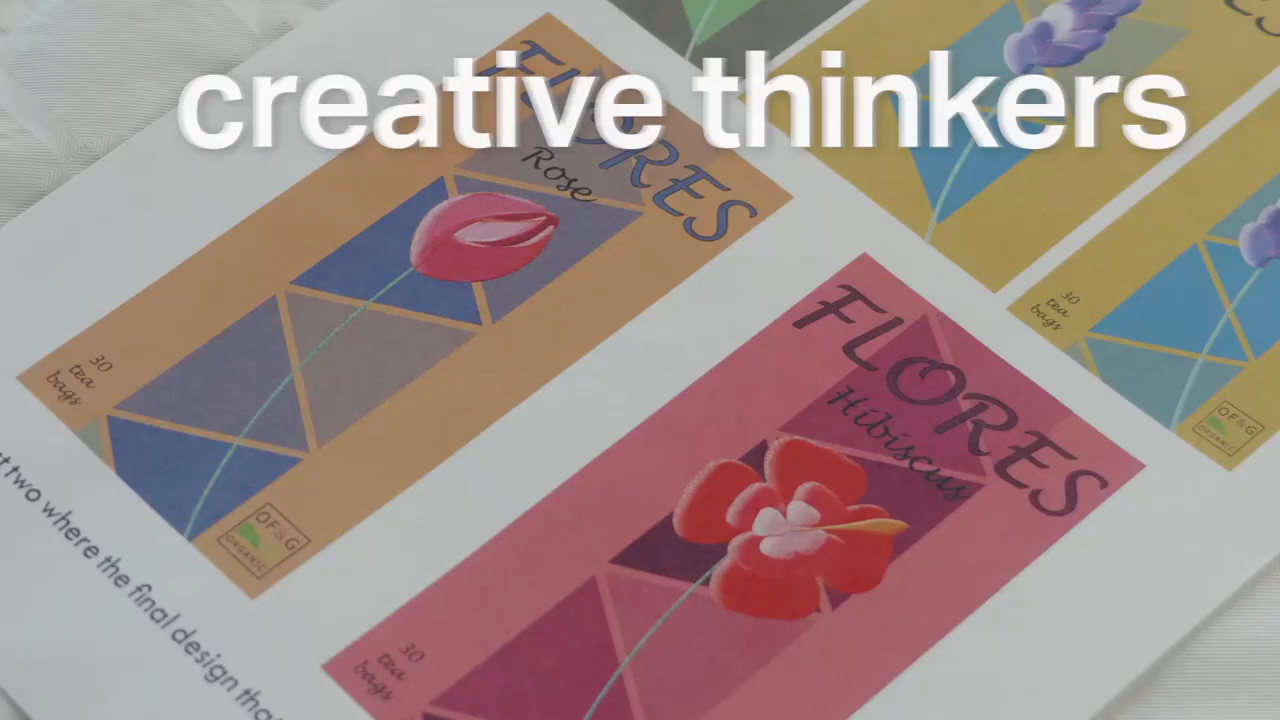 creative thinkers
FLORES
Rose
30
tea
bags
OF&G
ORGANIC
FLORES
Hibiscus
30
tea
bags
30
tea
bags
OF&G
ORGANIC
two where the final design